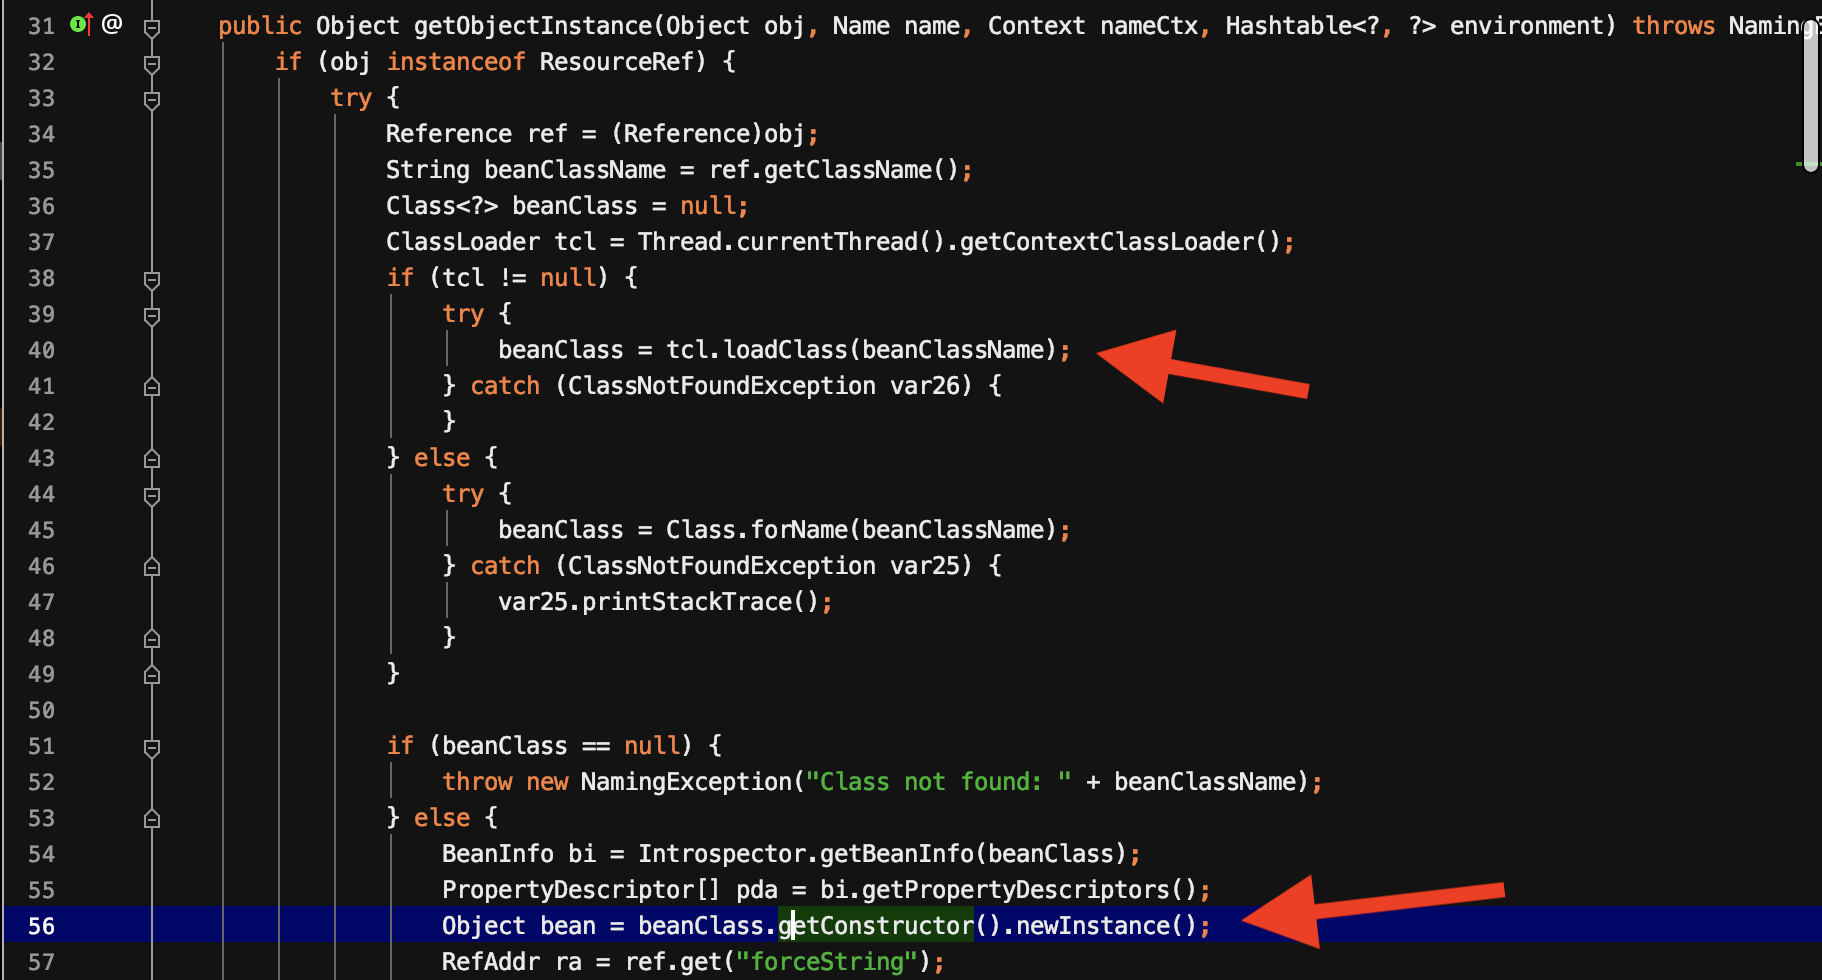 31 @ public Object getObjectInstance(Object obj, Name name, Context nameCtx, Hashtable<?, ?> environment) throws Naming
32 if (obj instanceof ResourceRef) {
33 try {
34 Reference ref = (Reference)obj;
35 String beanClassName = ref.getClassName();
36 Class<?> beanClass = null;
37 ClassLoader tcl = Thread.currentThread().getContextClassLoader();
38 if (tcl != null) {
39 try {
40 beanClass = tcl.loadClass(beanClassName);
41 } catch (ClassNotFoundException var26) {
42 }
43 } else {
44 try {
45 beanClass = Class.forName(beanClassName);
46 } catch (ClassNotFoundException var25) {
47 var25.printStackTrace();
48 }
49 }
50
51 if (beanClass == null) {
52 throw new NamingException("Class not found: " + beanClassName);
53 } else {
54 BeanInfo bi = Introspector.getBeanInfo(beanClass);
55 PropertyDescriptor[] pda = bi.getPropertyDescriptors();
56 Object bean = beanClass.getConstructor().newInstance();
57 RefAddr ra = ref.get("forceString");